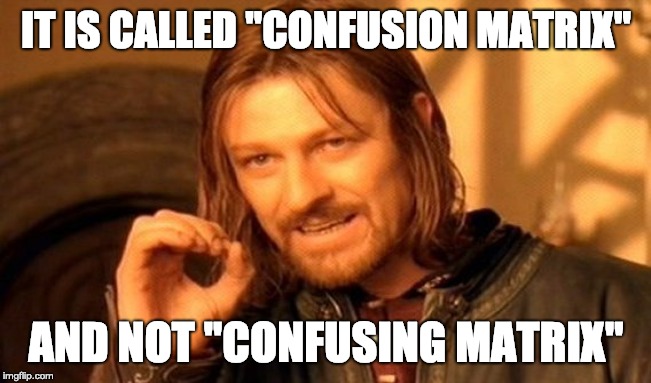 IT IS CALLED "CONFUSION MATRIX"
AND NOT "CONFUSING MATRIX"
imgflip.com